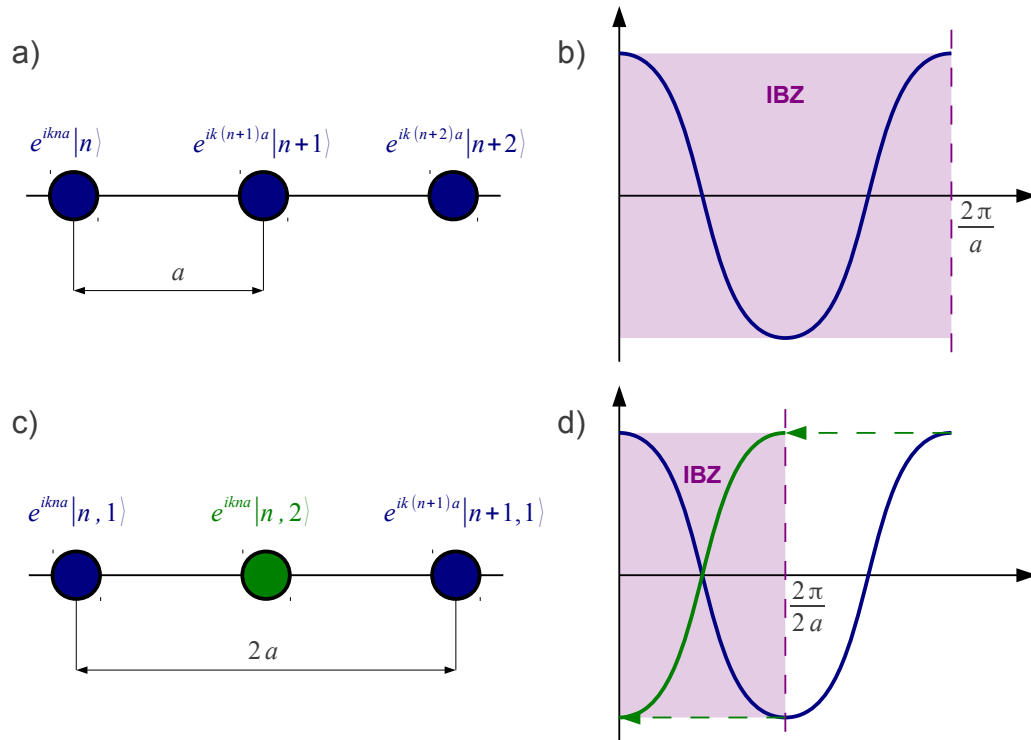 a)
e^{ikna}|n⟩ e^{ik(n+1)a}|n+1⟩ e^{ik(n+2)a}|n+2⟩
a
b)
IBZ
2π
a
c)
e^{ikna}|n,1⟩ e^{ikna}|n,2⟩ e^{ik(n+1)a}|n+1,1⟩
2a
d)
IBZ
2π
2a